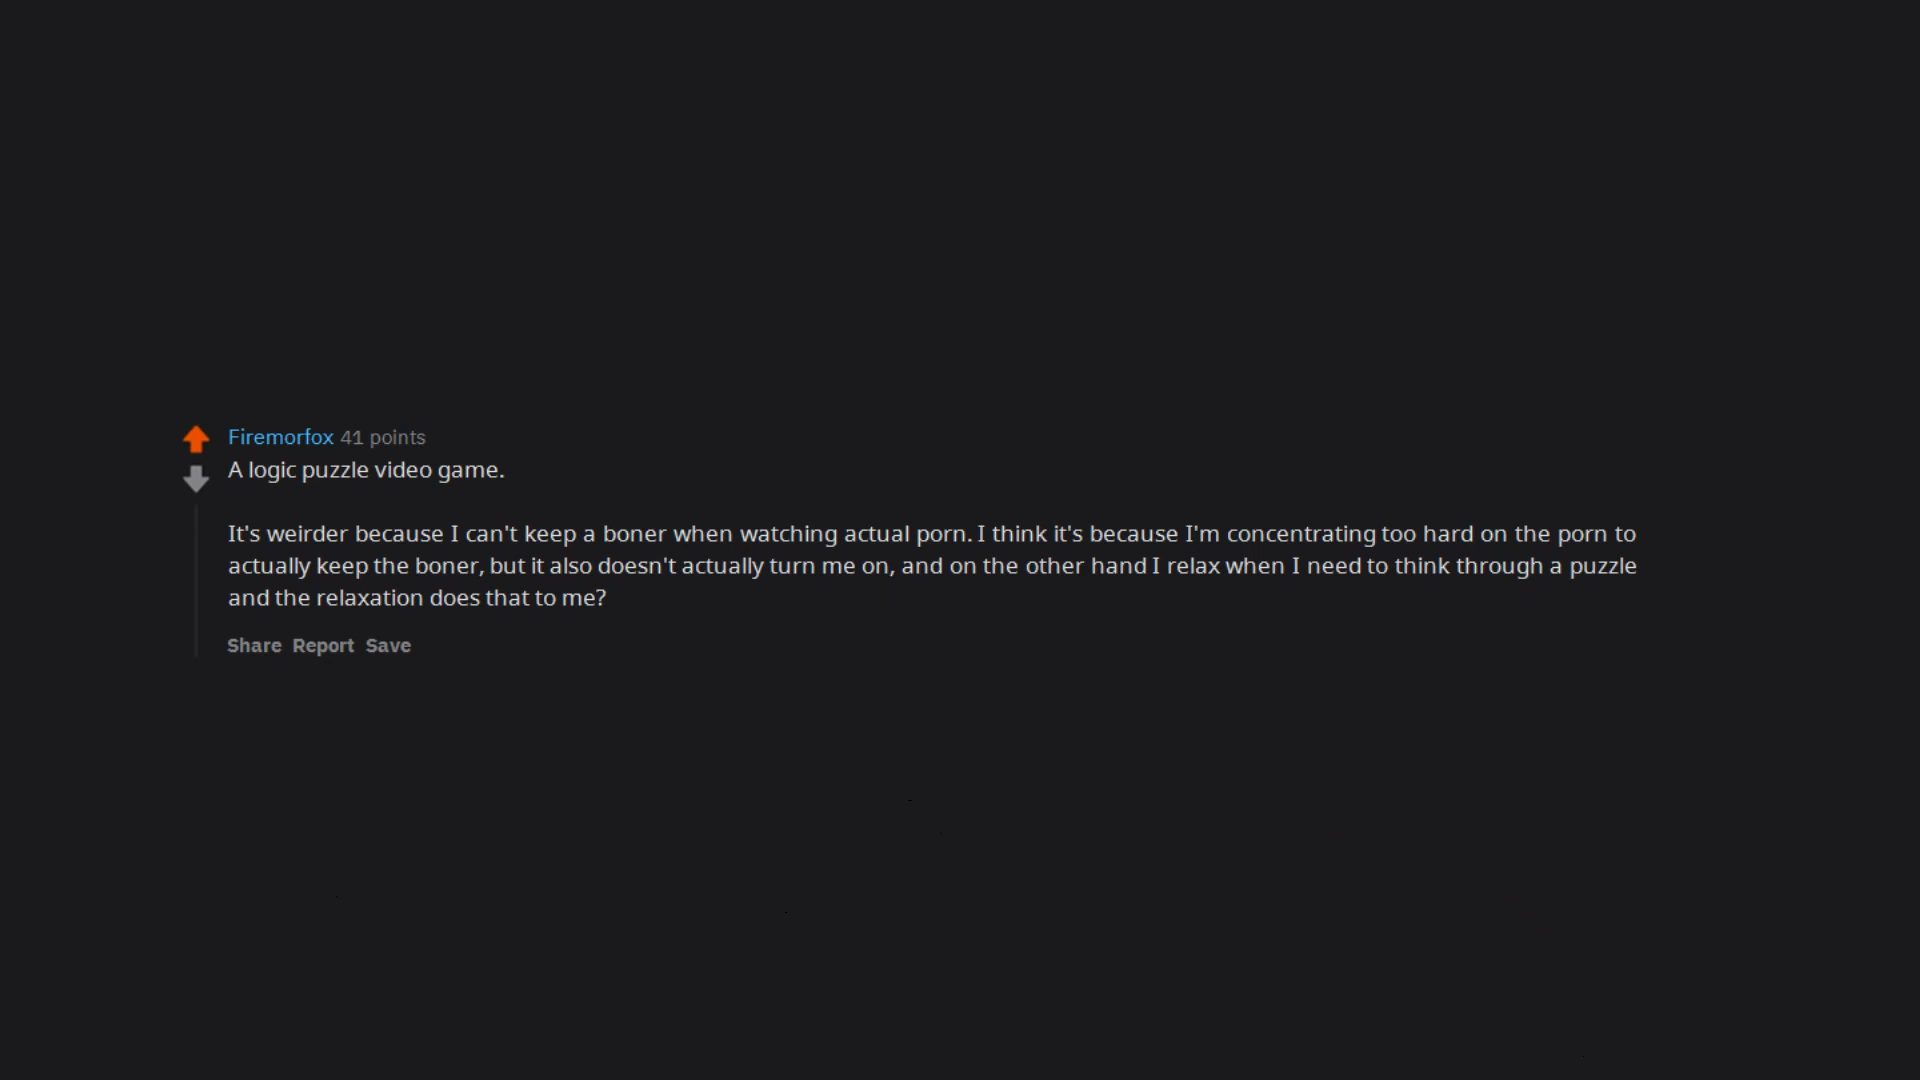 Firemorfox 41 points
A logic puzzle video game.
It's weirder because I can't keep a boner when watching actual porn. I think it's because I'm concentrating too hard on the porn to
actually keep the boner, but it also doesn't actually turn me on, and on the other hand I relax when I need to think through a puzzle
and the relaxation does that to me?
Share Report Save